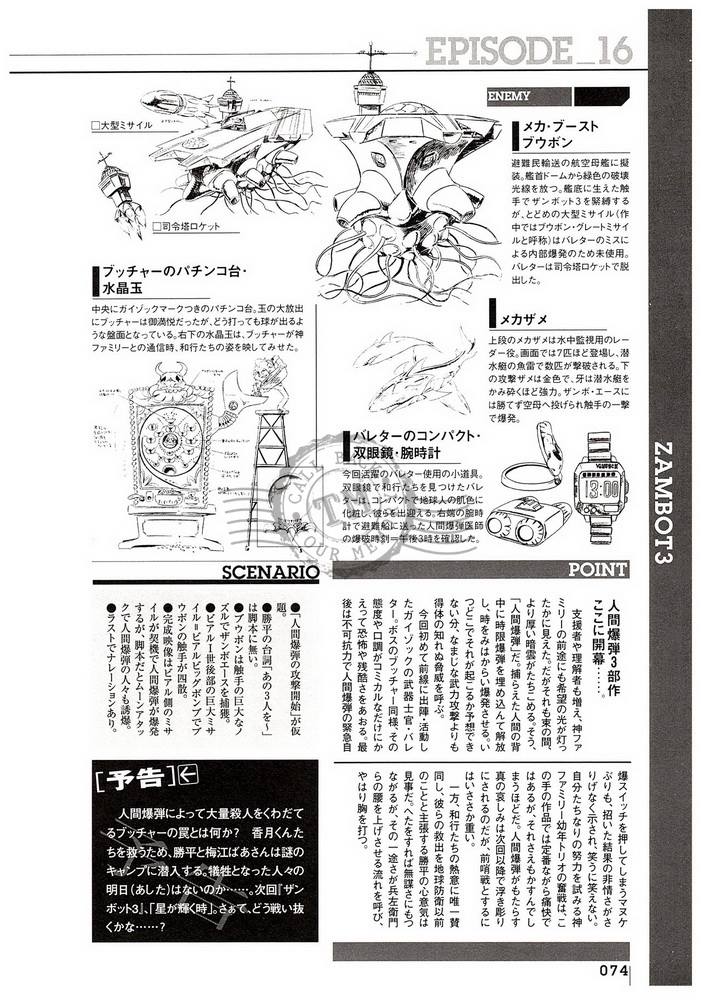 EPISODE_16
ENEMY
メカ・ブースト
ブウボン
避難民輸送の航空母艦に擬
装。艦首ドームから緑色の破壊
光線を放つ。艦底に生えた触
手でザンボット3を緊縛する
が、とどめの大型ミサイル(作
中ではブウボン・グレートミサイ
ルと呼称)はバレターのミスに
よる内部爆発のため未使用。
バレターは司令塔ロケットで脱
出した。
□大型ミサイル
□司令塔ロケット
ブッチャーのパチンコ台・
水晶玉
中央にガイゾックマークつきのパチンコ台。玉の大放出
にブッチャーは御満悦だったが、どう打っても球が出るよう
な盤面となっている。右下の水晶玉は、ブッチャーが神
ファミリーとの通信時、和行たちの姿を映してみせた。
メカザメ
上段のメカザメは水中監視用のレー
ダー役。画面では7匹ほど登場し、潜
水艇の魚雷で数匹が撃破される。下
の攻撃ザメは金色で、牙は潜水艇を
かみ砕くほど強力。ザンボ・エースに
は勝てず空母へ投げられ触手の一撃
で爆発。
バレターのコンパクト・
双眼鏡・腕時計
今回活躍のバレター使用の小道具。
双眼鏡で和行たちを見つけたバレ
ターは、コンパクトで地球人の肌色に
化粧し、彼らを出迎える。右端の腕時
計で避難船に送った人間爆弾医師
の爆破時刻=午後3時を確認した。
13:00
ZAMBOT3
POINT
人間爆弾3部作
ここに開幕……。
支援者や理解者も増え、神ファ
ミリーの前途にも希望の光が灯っ
たかに見えた。だがそれも束の間、
より厚い暗雲がたちこめる。そう、
「人間爆弾」だ。捕らえた人間の背
中に時限爆弾を埋め込んで解放
し、時をみはからい爆発させる。い
つどこでそれが起こるか予想でき
ない分、なまじな武力攻撃よりも
得体の知れぬ脅威を呼ぶ。
今回初めて前線に出陣・活動し
たガイゾックの武器士官・バレ
ター。ボスのブッチャー同様、その
態度や口調がコミカルなだけにか
えって恐怖や残酷さをあおる。最
後は不可抗力で人間爆弾の緊急自
爆スイッチを押してしまうマヌケ
ぶりも、招いた結果の非情さがさ
りげなく示され、笑うに笑えない。
自分たちなりの努力を試みる神
ファミリー幼年トリオの奮戦は、こ
の手の作品では定番ながら痛快で
はあるが、それさえもかすんでし
まうほどだ。人間爆弾がもたらす
真の哀しみは次回以降で浮き彫り
にされるのだが、前哨戦とするに
はいささか重い。
一方、和行たちの熱意に唯一賛
同し、彼らの救出を地球防衛以前
のことと主張する勝平の心意気は
見事だ。へたをすれば無謀さにもつ
ながるが、その一途さが兵左衛門
らの腰を上げさせる流れを呼び、
やはり胸を打つ。
SCENARIO
●「人間爆弾の攻撃開始」が仮
題。
●勝平の台詞「あの3人を〜」
は脚本に無い。
●ブウボンは触手の巨大なノ
ズルでザンボエースを捕獲。
●ビアルI世後部の巨大ミサ
イル=ビアルビッグボンプでブ
ウボンの触手が四散。
●完成映像はビアル側のミサ
イルが契機で人間爆弾が爆発
するが、脚本だとムーンアタッ
クで人間爆弾の人々も誘爆。
●ラストでナレーションあり。
[予告]
人間爆弾によって大量殺人をくわだて
るブッチャーの罠とは何か? 香月くんた
ちを救うため、勝平と梅江ばあさんは謎の
キャンプに潜入する。犠牲となった人々の
明日(あした)はないのか……。次回『ザン
ボット3』、「星が輝く時」。さぁて、どう戦い抜
くかな……?
074